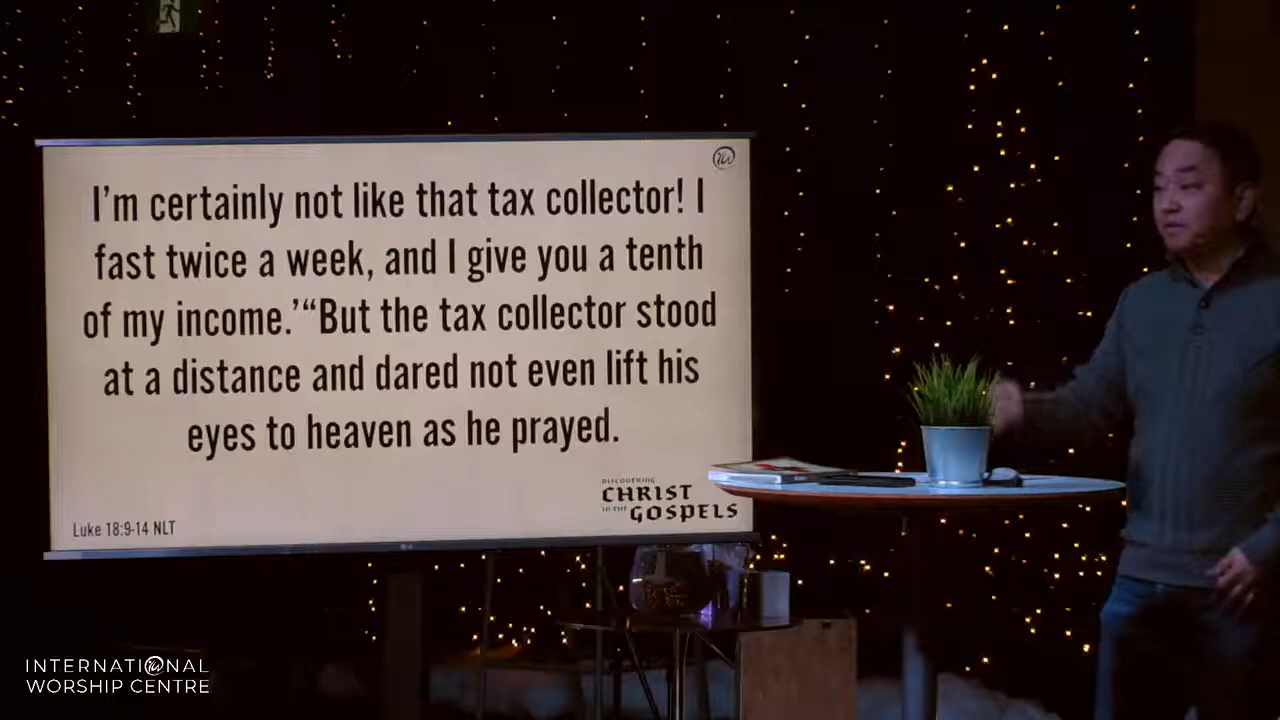 I'm certainly not like that tax collector! I
fast twice a week, and I give you a tenth
of my income.'“But the tax collector stood
at a distance and dared not even lift his
eyes to heaven as he prayed.
DISCOVERING
CHRIST
IN THE GOSPELS
Luke 18:9-14 NLT
INTERNATIONAL
WORSHIP CENTRE